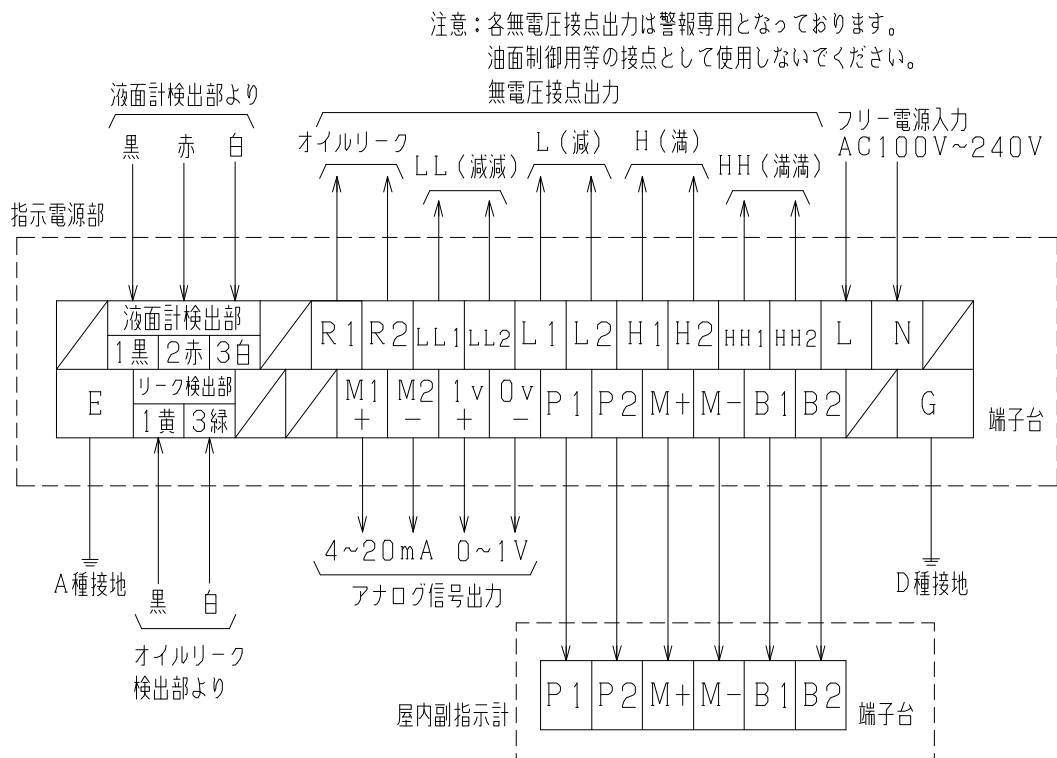 注意：各無電圧接点出力は警報専用となっております。
油面制御用等の接点として使用しないでください。
無電圧接点出力
液面計検出部より
黒 赤 白
オイルリーク
LL（減減）
L（減）
H（満）
HH（満満）
フリー電源入力
AC100V~240V
指示電源部
液面計検出部
1黒 2赤 3白
R1 R2 LL1 LL2 L1 L2 H1 H2 HH1 HH2 L N
E
リーク検出部
1黄 3緑
M1 M2 1v 0v
+ - + -
P1 P2 M+ M- B1 B2
G
端子台
4~20mA 0~1V
アナログ信号出力
A種接地
D種接地
黒 白
オイルリーク
検出部より
屋内副指示計
P1 P2 M+ M- B1 B2
端子台